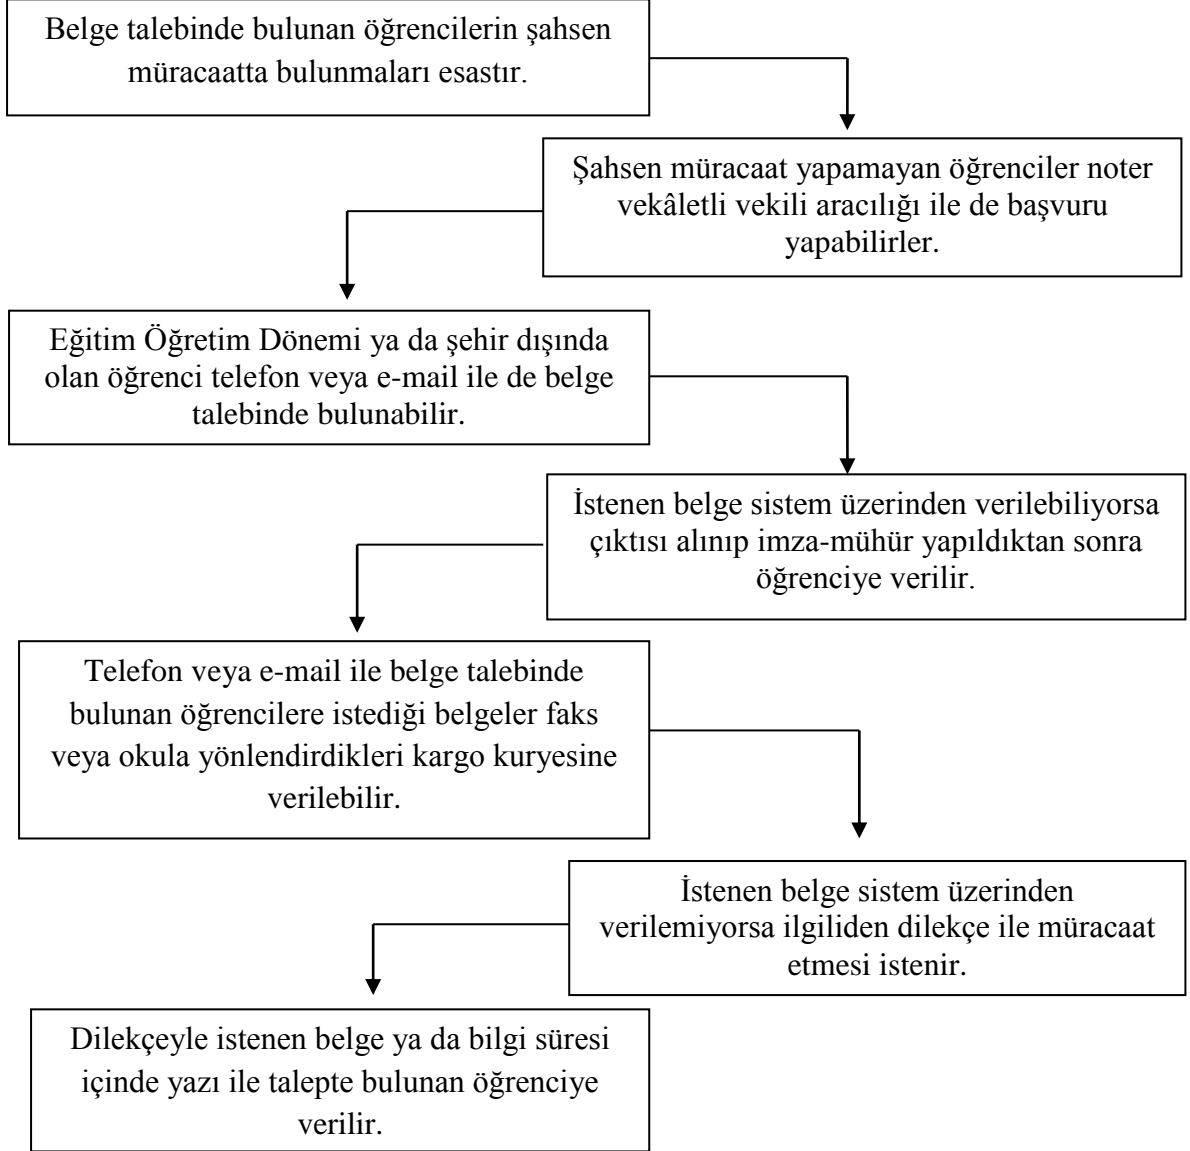 Belge talebinde bulunan öğrencilerin şahsen
müracaatta bulunmaları esastır.
Şahsen müracaat yapamayan öğrenciler noter
vekâletli vekili aracılığı ile de başvuru
yapabilirler.
Eğitim Öğretim Dönemi ya da şehir dışında
olan öğrenci telefon veya e-mail ile de belge
talebinde bulunabilir.
İstenen belge sistem üzerinden verilebiliyorsa
çıktısı alınıp imza-mühür yapıldıktan sonra
öğrenciye verilir.
Telefon veya e-mail ile belge talebinde
bulunan öğrencilere istediği belgeler faks
veya okula yönlendirdikleri kargo kuryesine
verilebilir.
İstenen belge sistem üzerinden
verilemiyorsa ilgiliden dilekçe ile müracaat
etmesi istenir.
Dilekçeyle istenen belge ya da bilgi süresi
içinde yazı ile talepte bulunan öğrenciye
verilir.